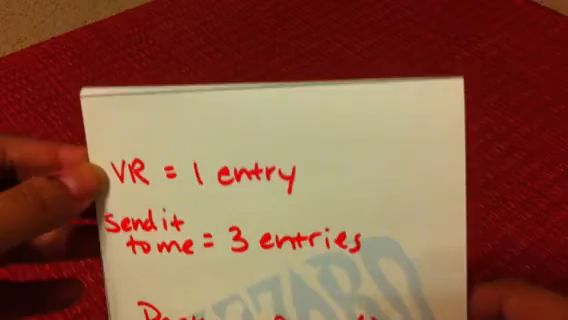 VR = 1 entry
Send it
to me = 3 entries